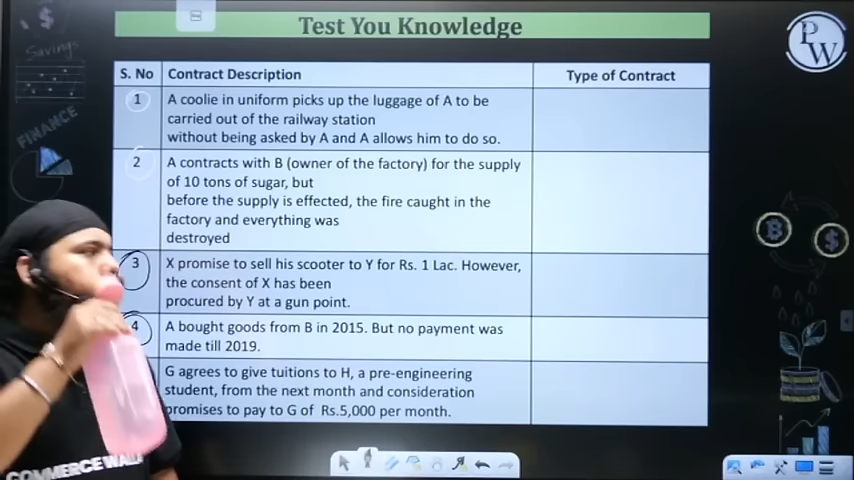 Test You Knowledge
S. No Contract Description Type of Contract
1 A coolie in uniform picks up the luggage of A to be
carried out of the railway station
without being asked by A and A allows him to do so.
2 A contracts with B (owner of the factory) for the supply
of 10 tons of sugar, but
before the supply is effected, the fire caught in the
factory and everything was
destroyed
3 X promise to sell his scooter to Y for Rs. 1 Lac. However,
the consent of X has been
procured by Y at a gun point.
4 A bought goods from B in 2015. But no payment was
made till 2019.
G agrees to give tuitions to H, a pre-engineering
student, from the next month and consideration
promises to pay to G of Rs.5,000 per month.
Savings
FINANCE
PW
B
$
$